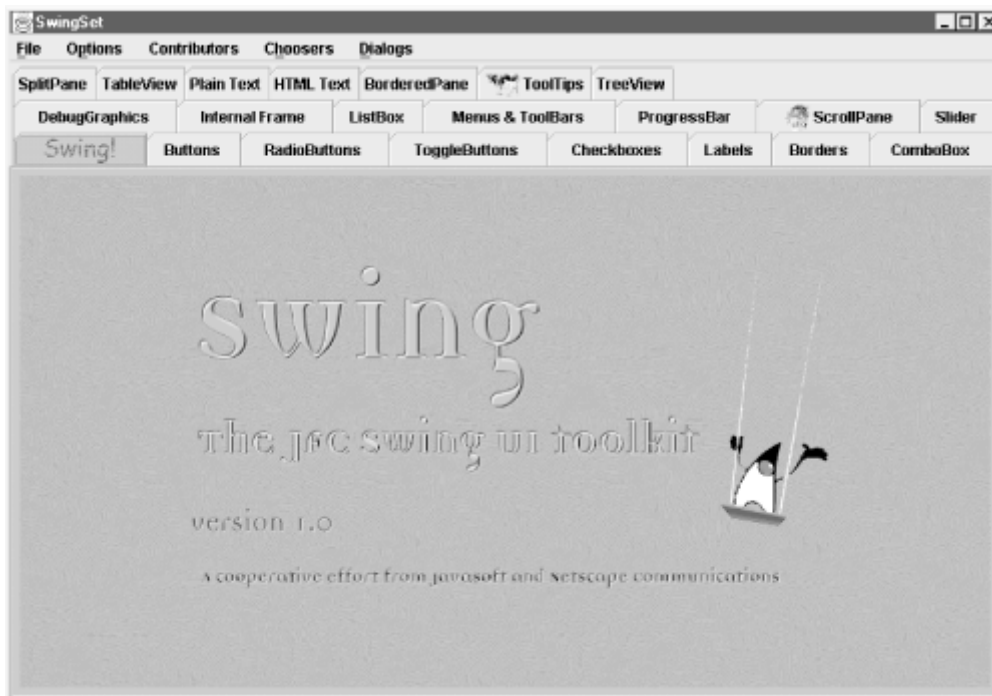 SwingSet
File Options Contributors Choosers Dialogs
SplitPane TableView Plain Text HTML Text BorderedPane ToolTips TreeView
DebugGraphics Internal Frame ListBox Menus & ToolBars ProgressBar ScrollPane Slider
Swing! Buttons RadioButtons ToggleButtons Checkboxes Labels Borders ComboBox
swing
The JFC Swing UI Toolkit
version 1.0
A cooperative effort from Javasoft and Netscape Communications